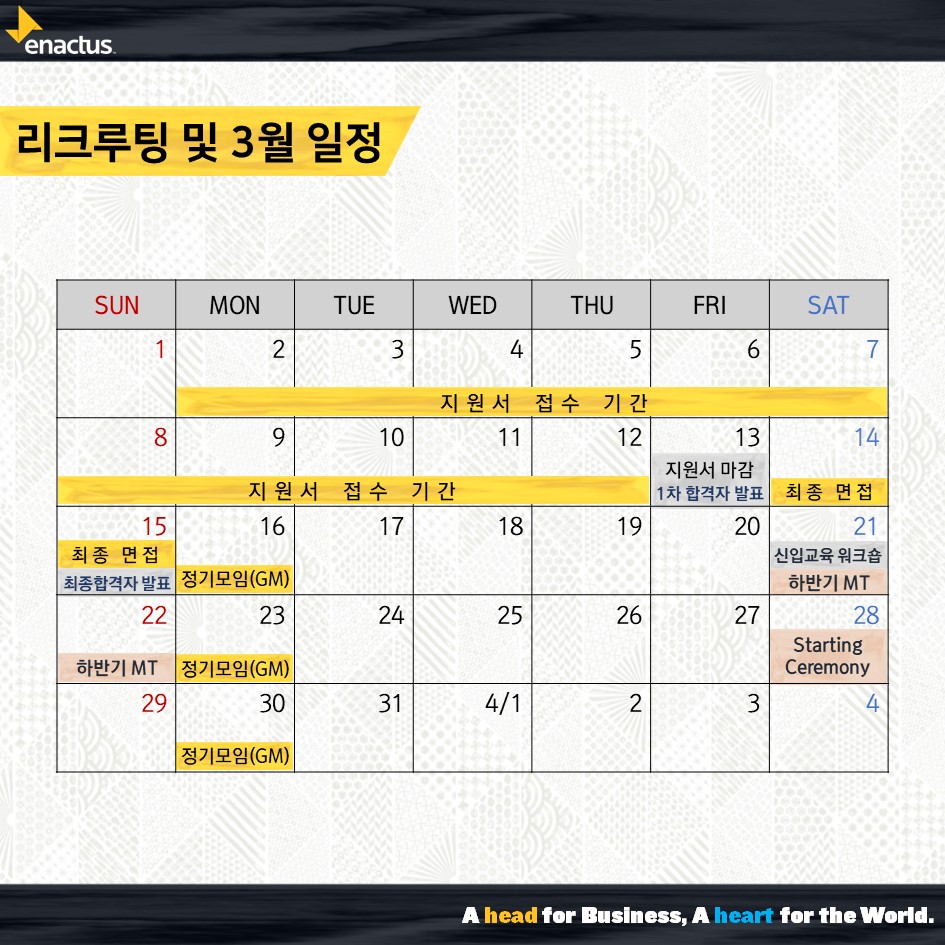 enactus
리크루팅 및 3월 일정
SUN MON TUE WED THU FRI SAT
1 2 3 4 5 6 7
지원서 접수 기간
8 9 10 11 12 13 14
지원서 마감
지원서 접수 기간 1차 합격자 발표 최종 면접
15 16 17 18 19 20 21
최종 면접 신입교육 워크숍
최종합격자 발표 정기모임(GM) 하반기 MT
22 23 24 25 26 27 28
Starting
하반기 MT 정기모임(GM) Ceremony
29 30 31 4/1 2 3 4
정기모임(GM)
A head for Business, A heart for the World.